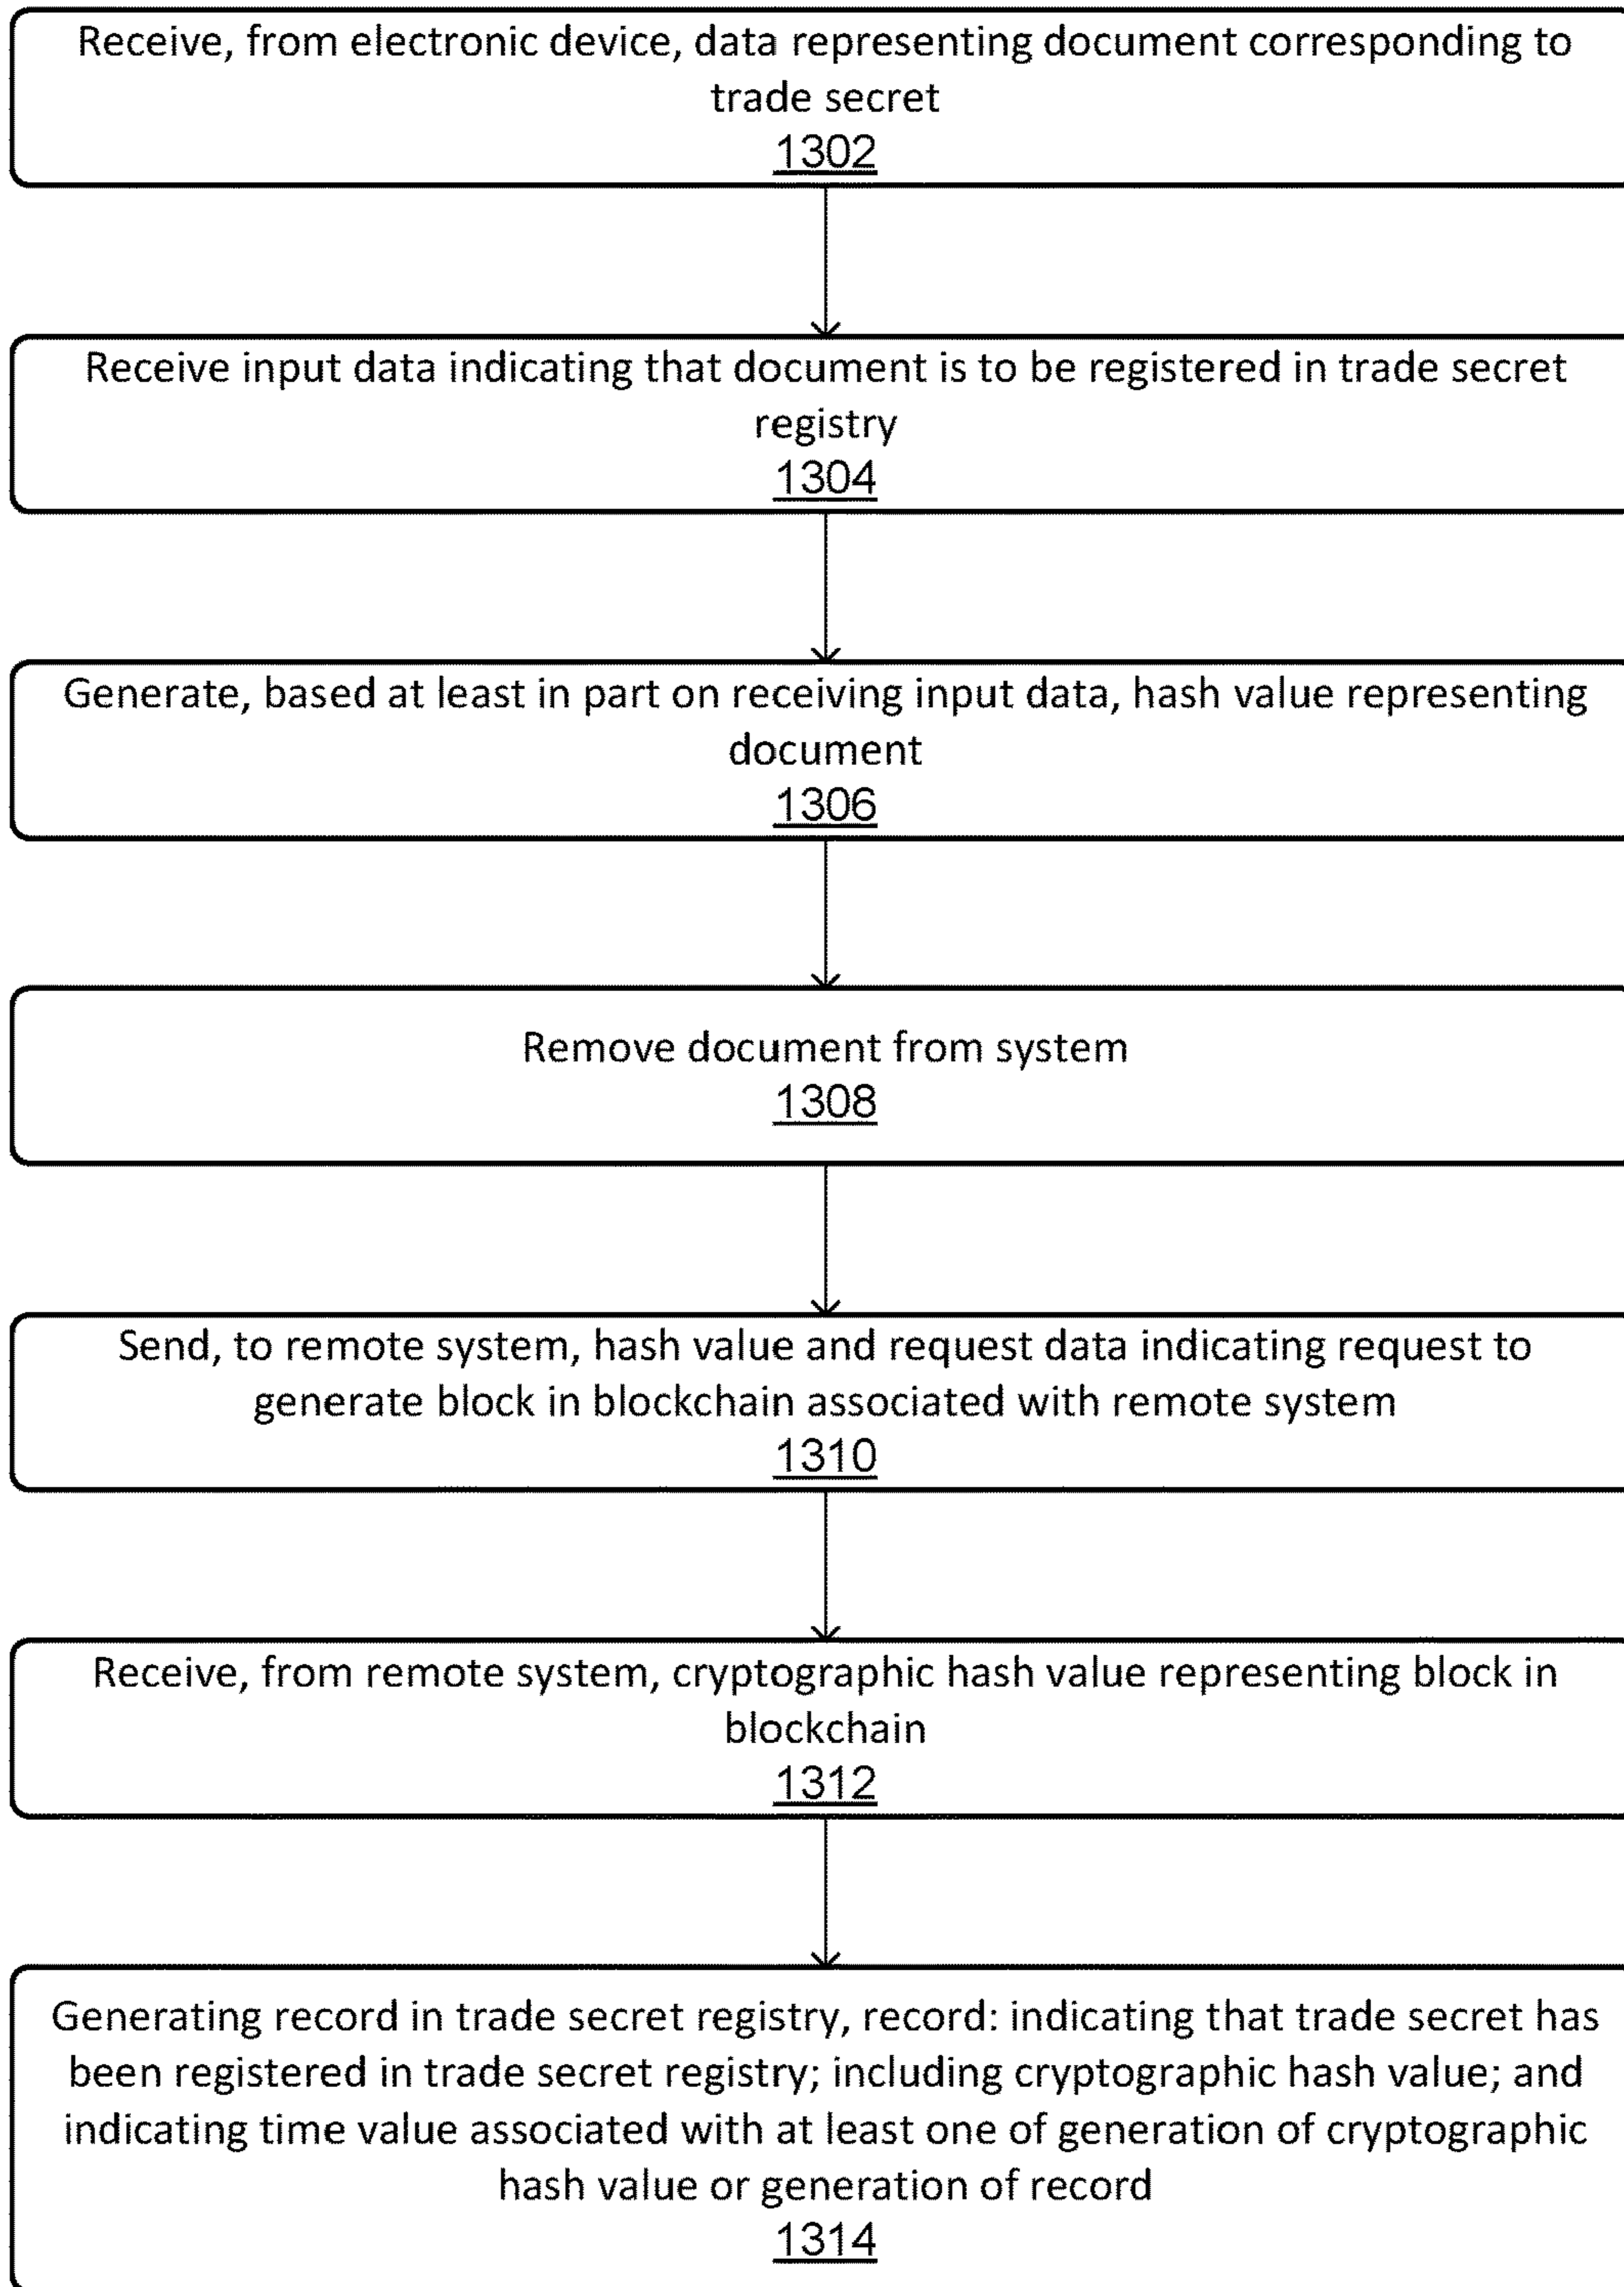 Receive, from electronic device, data representing document corresponding to
trade secret
1302
Receive input data indicating that document is to be registered in trade secret
registry
1304
Generate, based at least in part on receiving input data, hash value representing
document
1306
Remove document from system
1308
Send, to remote system, hash value and request data indicating request to
generate block in blockchain associated with remote system
1310
Receive, from remote system, cryptographic hash value representing block in
blockchain
1312
Generating record in trade secret registry, record: indicating that trade secret has
been registered in trade secret registry; including cryptographic hash value; and
indicating time value associated with at least one of generation of cryptographic
hash value or generation of record
1314